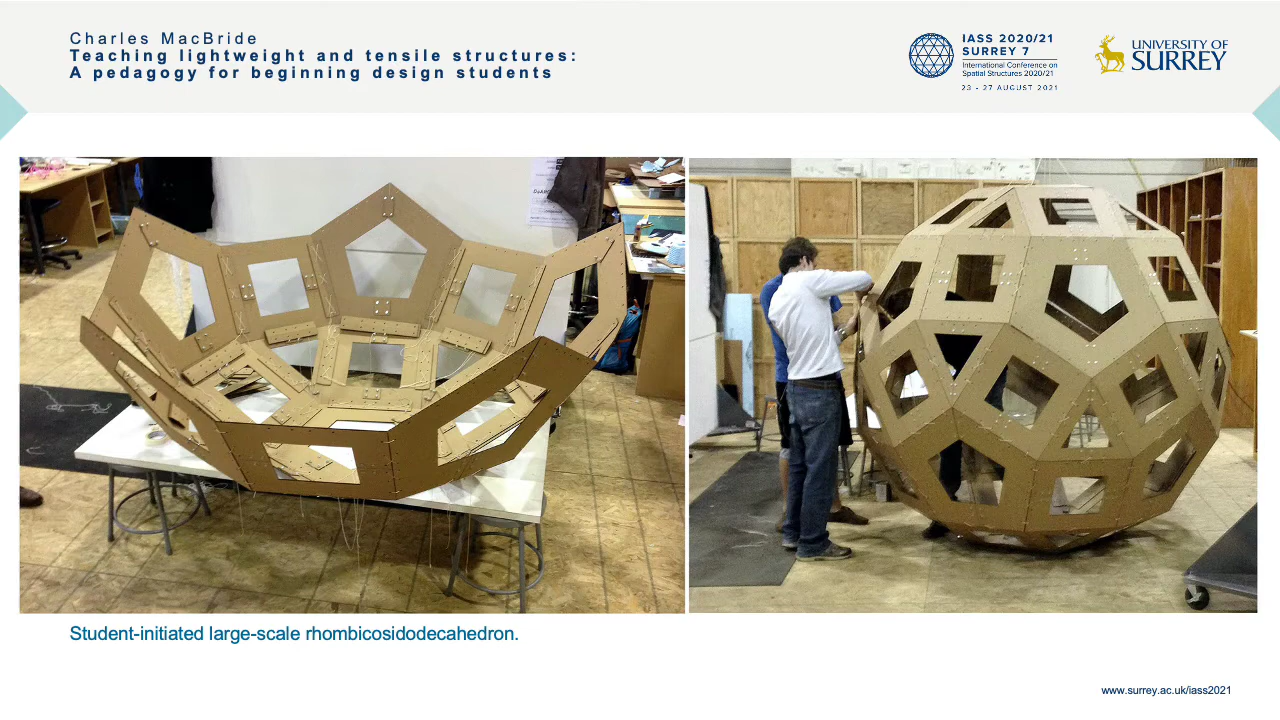 Charles MacBride
Teaching lightweight and tensile structures:
A pedagogy for beginning design students
IASS 2020/21
SURREY 7
International Conference on
Spatial Structures 2020/21
23 - 27 AUGUST 2021
UNIVERSITY OF
SURREY
Student-initiated large-scale rhombicosidodecahedron.
www.surrey.ac.uk/iass2021